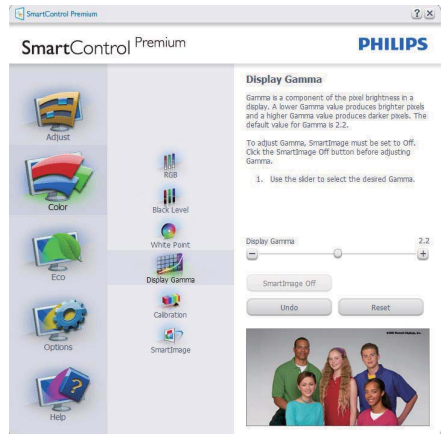 SmartControl Premium
? ×
SmartControl Premium
PHILIPS
Adjust
Color
Eco
Options
Help
RGB
Black Level
White Point
Display Gamma
Calibration
SmartImage
Display Gamma
Gamma is a component of the pixel brightness in a
display. A lower Gamma value produces brighter pixels
and a higher Gamma value produces darker pixels. The
default value for Gamma is 2.2.
To adjust Gamma, SmartImage must be set to Off.
Click the SmartImage Off button before adjusting
Gamma.
1. Use the slider to select the desired Gamma.
Display Gamma 2.2
− +
SmartImage Off
Undo Reset